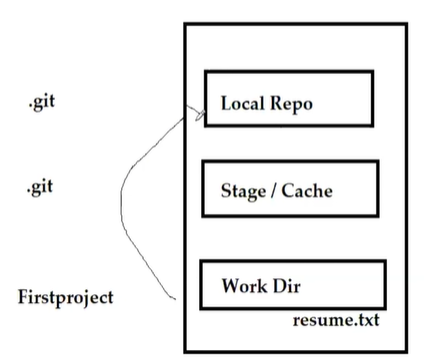 .git
Local Repo
.git
Stage / Cache
Work Dir
Firstproject
resume.txt